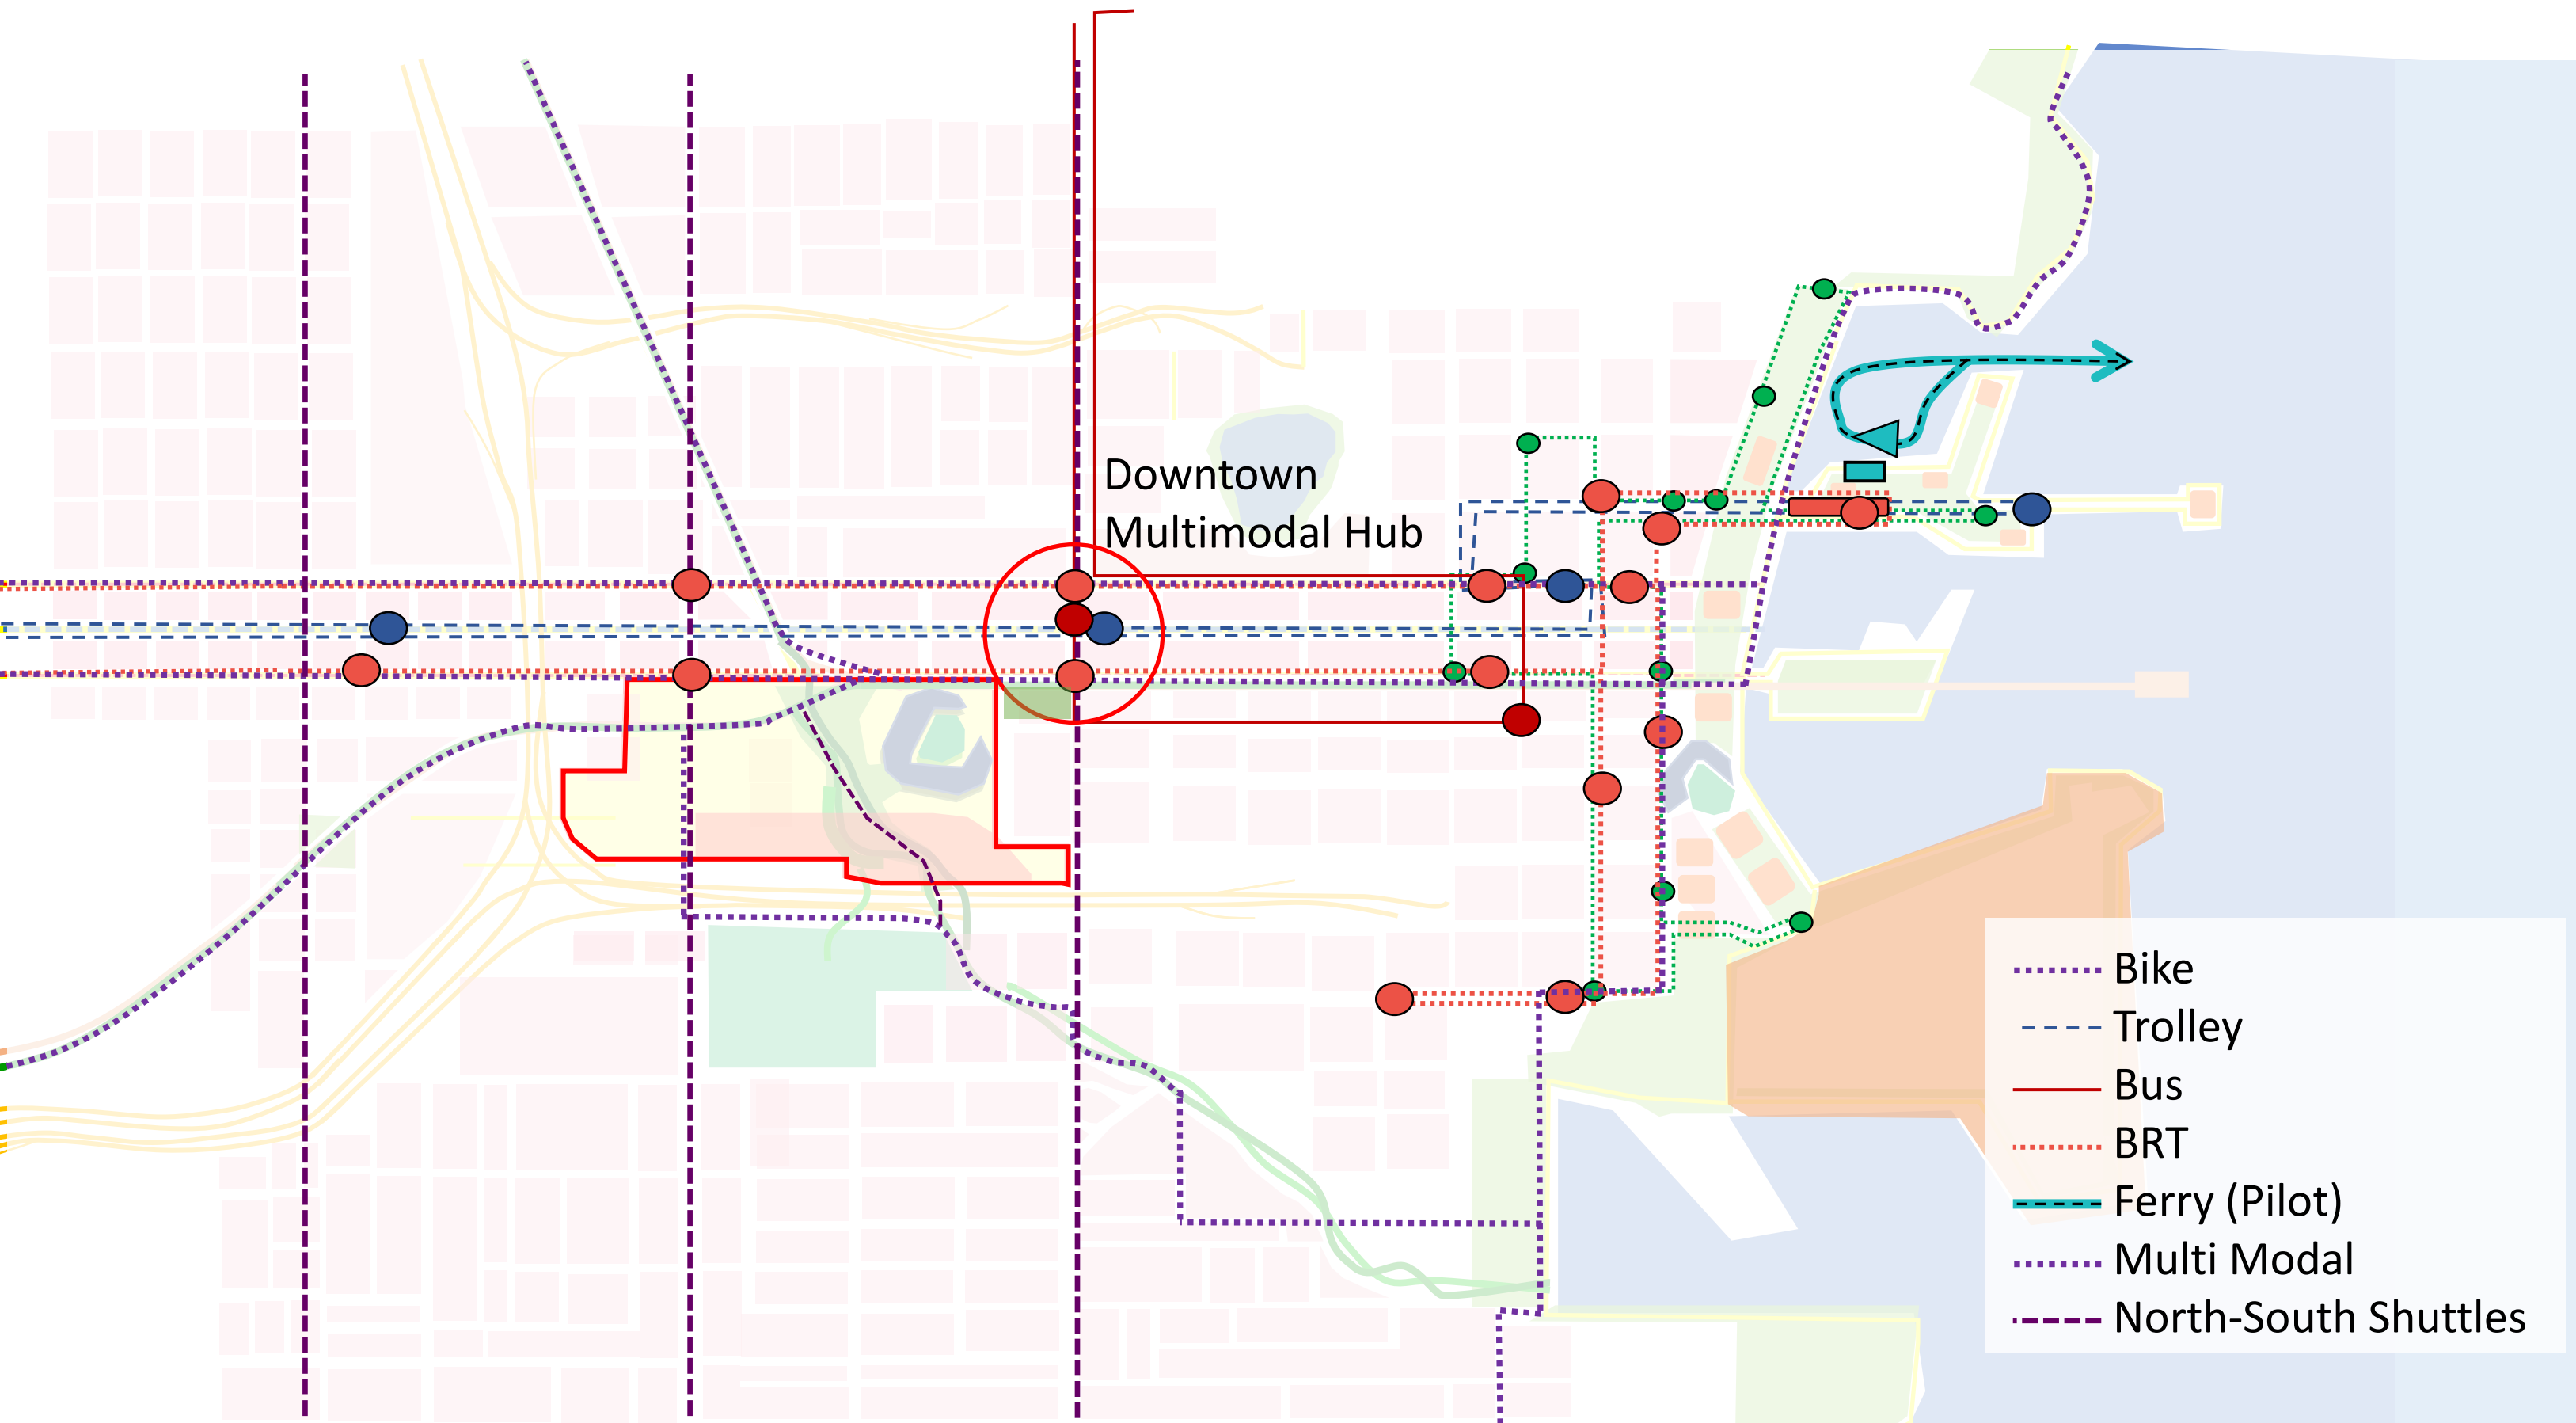 Downtown
Multimodal Hub
Bike
Trolley
Bus
BRT
Ferry (Pilot)
Multi Modal
North-South Shuttles